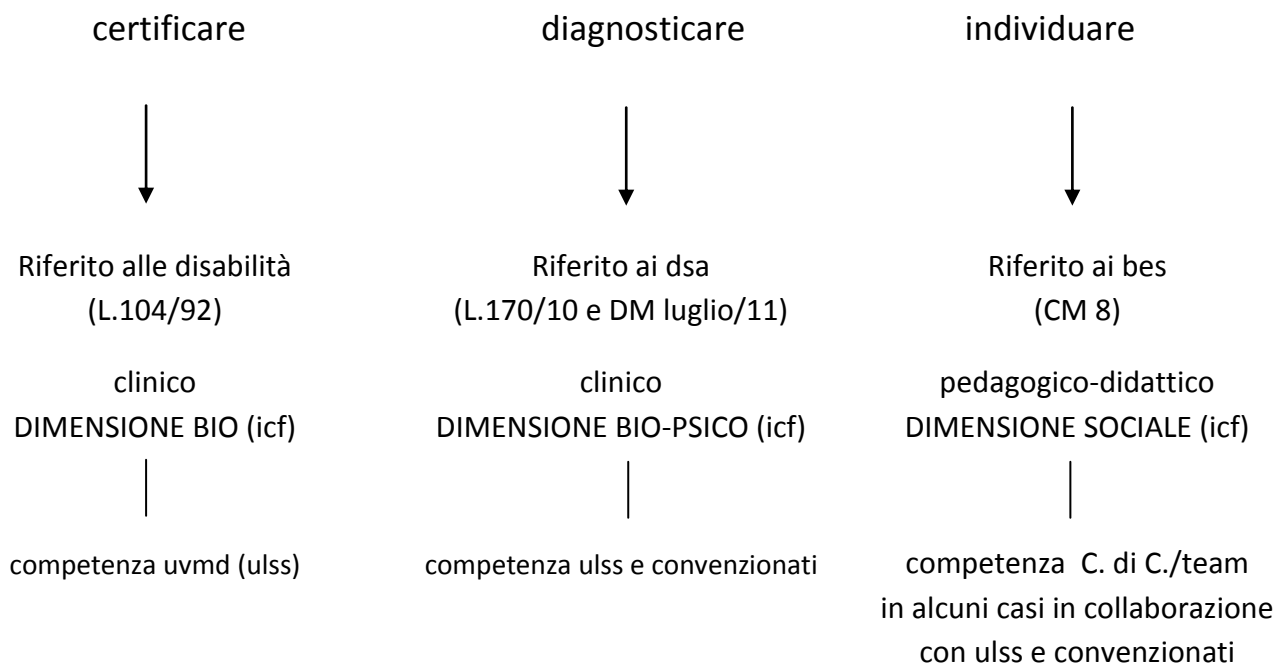 certificare
Riferito alle disabilità
(L.104/92)
clinico
DIMENSIONE BIO (icf)
competenza uvmd (ulss)
diagnosticare
Riferito ai dsa
(L.170/10 e DM luglio/11)
clinico
DIMENSIONE BIO-PSICO (icf)
competenza ulss e convenzionati
individuare
Riferito ai bes
(CM 8)
pedagogico-didattico
DIMENSIONE SOCIALE (icf)
competenza C. di C./team
in alcuni casi in collaborazione
con ulss e convenzionati